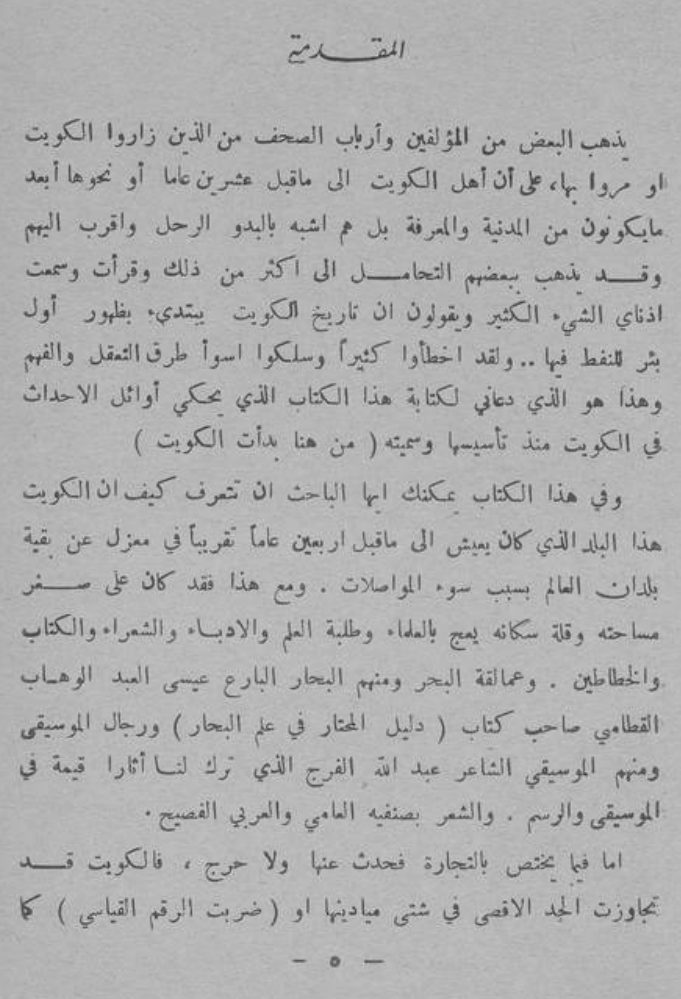 المقدمة
يذهب البعض من المؤلفين وأرباب الصحف من الذين زاروا الكويت
او مروا بها، على أن أهل الكويت الى ماقبل عشرين عاما أو نحوها أبعد
مايكونون من المدنية والمعرفة بل هم اشبه بالبدو الرحل واقرب اليهم
وقد يذهب ببعضهم التحامل الى اكثر من ذلك وقرأت وسمعت
اذناي الشيء الكثير ويقولون ان تاريخ الكويت يبتديء بظهور أول
بئر للنفط فيها .. ولقد اخطأوا كثيراً وسلكوا اسوأ طرق التعقل والفهم
وهذا هو الذي دعاني لكتابة هذا الكتاب الذي يحكي أوائل الاحداث
في الكويت منذ تأسيسها وسميته ( من هنا بدأت الكويت )
وفي هذا الكتاب يمكنك ايها الباحث ان تتعرف كيف ان الكويت
هذا البلد الذي كان يعيش الى ماقبل اربعين عاماً تقريباً في معزل عن بقية
بلدان العالم بسبب سوء المواصلات . ومع هذا فقد كان على صغر
مساحته وقلة سكانه يعج بالعلماء وطلبة العلم والادباء والشعراء والكتاب
والخطاطين . وعمالقة البحر ومنهم البحار البارع عيسى العبد الوهاب
القطامي صاحب كتاب ( دليل المحتار في علم البحار ) ورجال الموسيقى
ومنهم الموسيقي الشاعر عبد الله الفرج الذي ترك لنا أثارا قيمة في
الموسيقى والرسم . والشعر بصنفيه العامي والعربي الفصيح .
اما فيما يختص بالتجارة فحدث عنها ولا حرج ، فالكويت قد
تجاوزت الحد الاقصى في شتى ميادينها او ( ضربت الرقم القياسي ) كما
- ٥ -